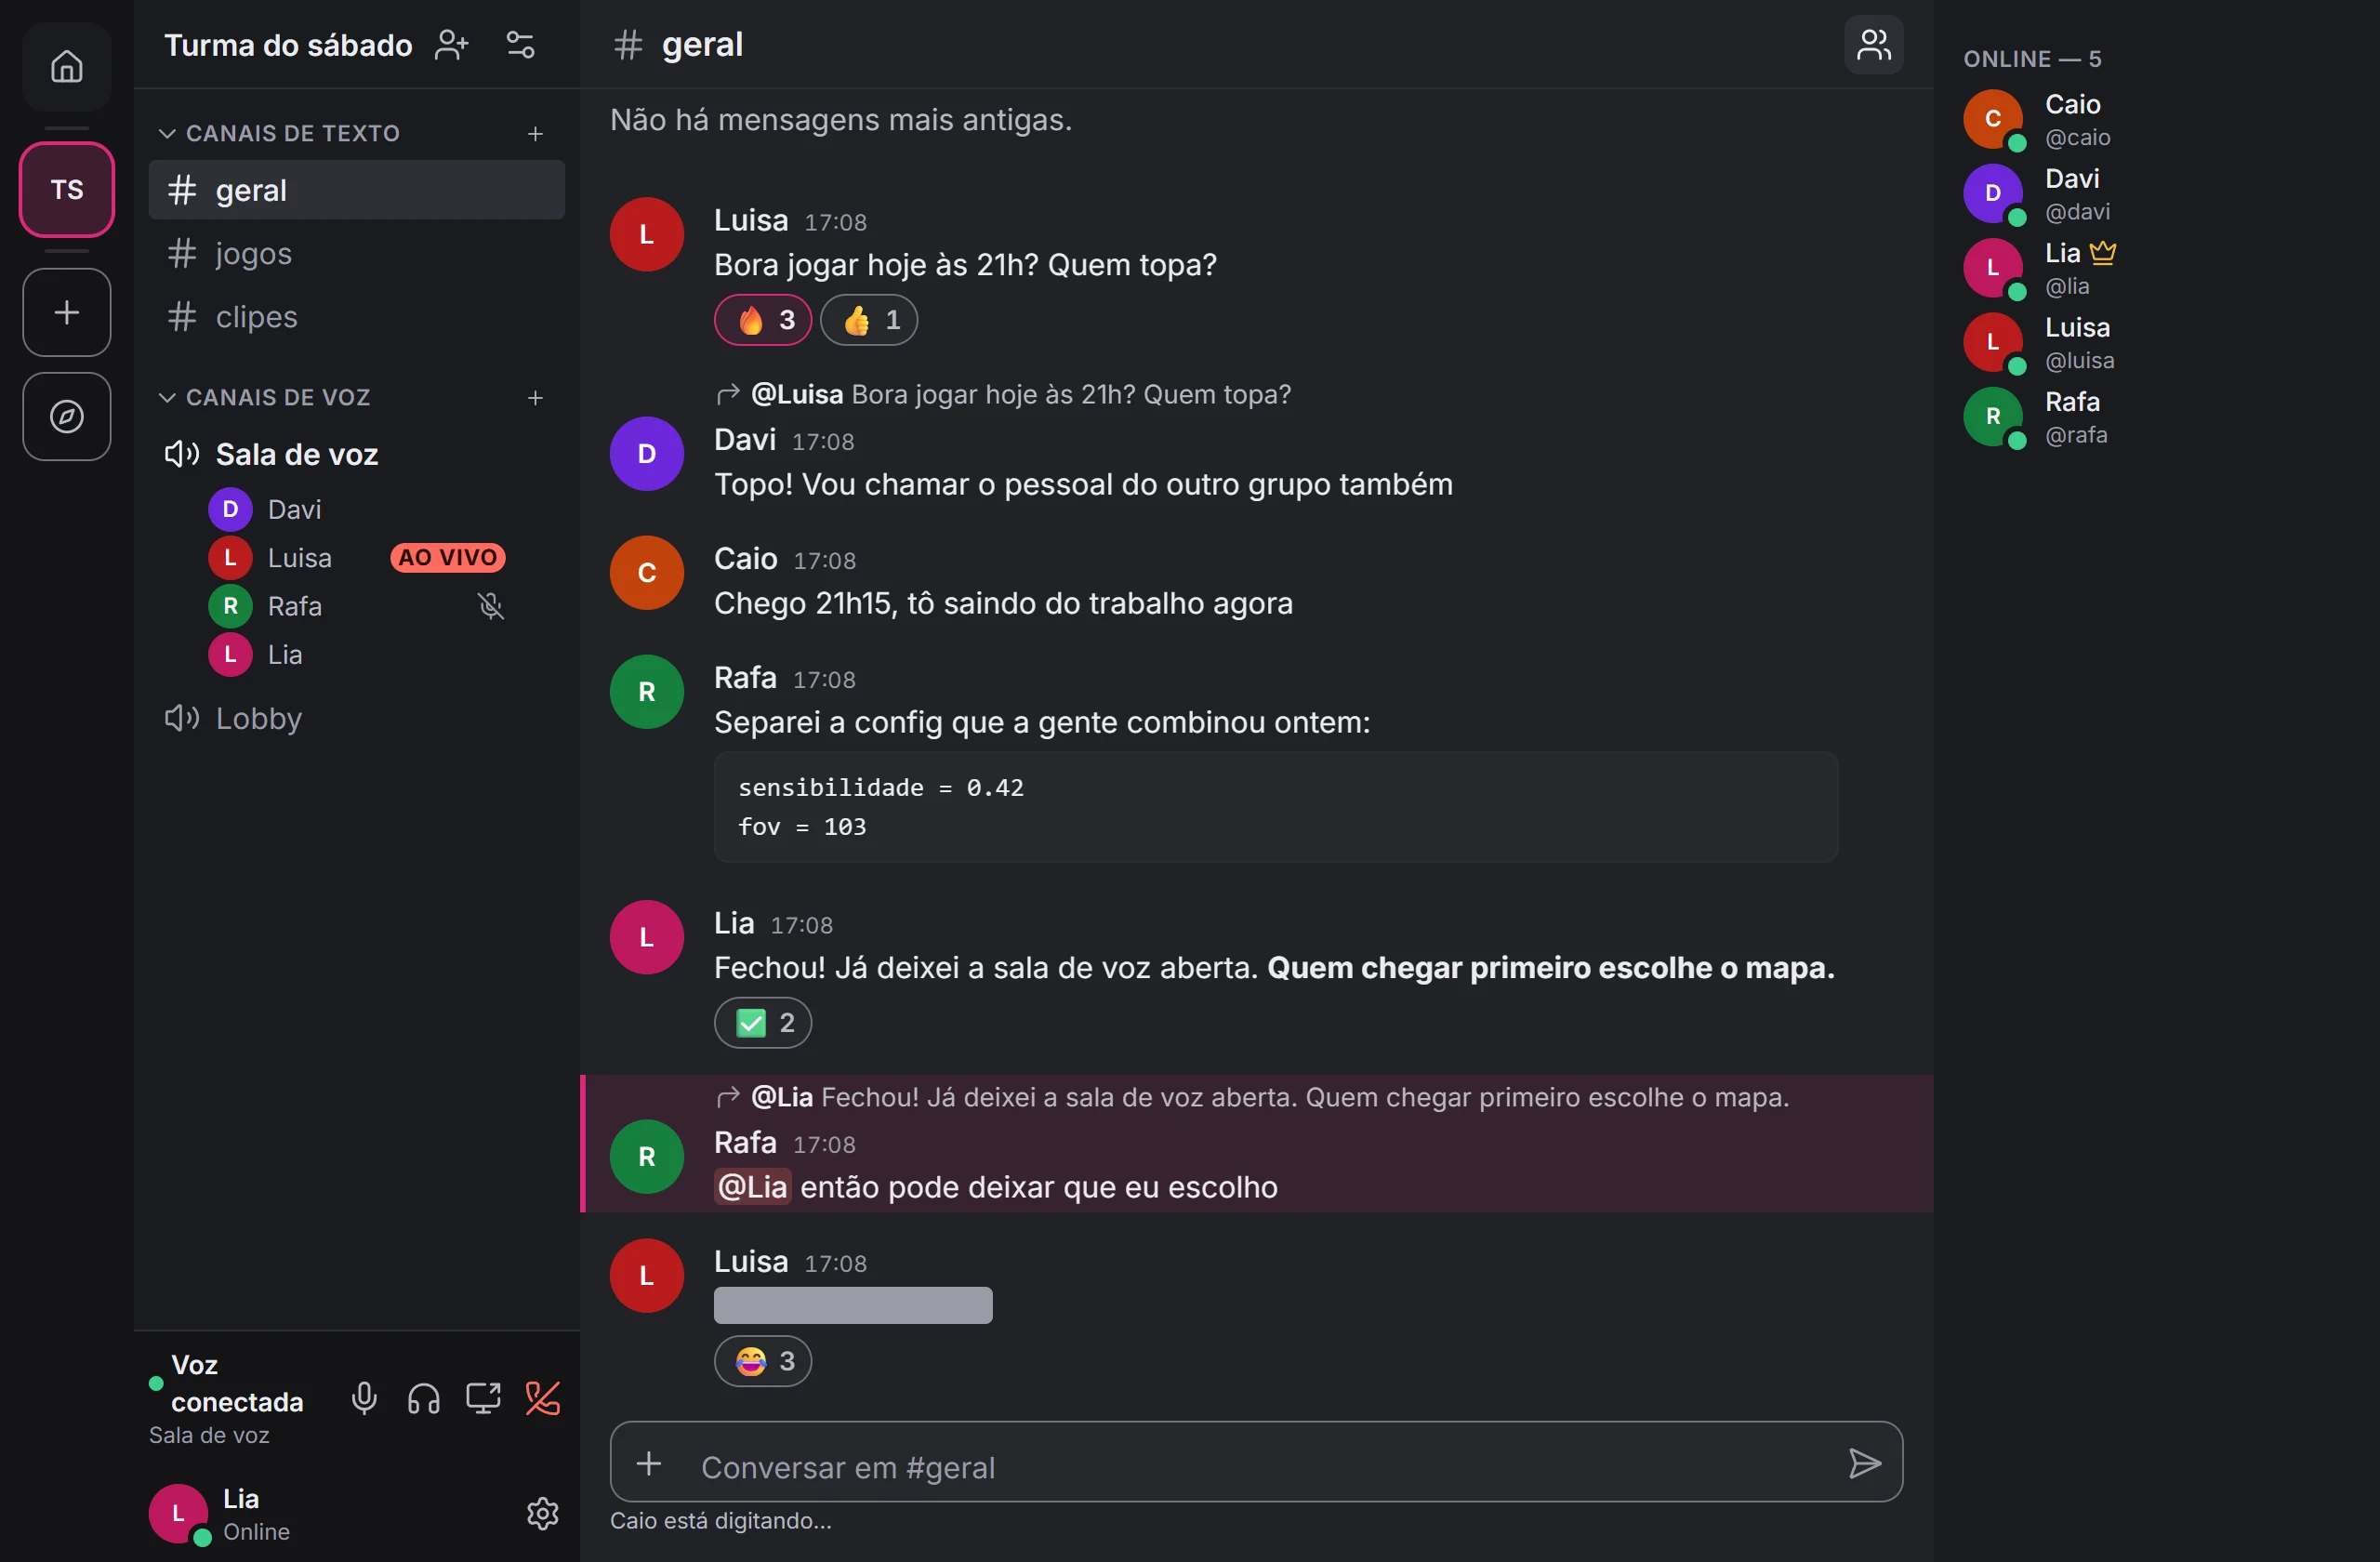 TS
Turma do sábado
CANAIS DE TEXTO
geral
jogos
clipes
CANAIS DE VOZ
Sala de voz
D Davi
L Luisa AO VIVO
R Rafa
L Lia
Lobby
Voz conectada
Sala de voz
L Lia
Online
# geral
Não há mensagens mais antigas.
L Luisa 17:08
Bora jogar hoje às 21h? Quem topa?
🔥 3 👍 1
@Luisa Bora jogar hoje às 21h? Quem topa?
D Davi 17:08
Topo! Vou chamar o pessoal do outro grupo também
C Caio 17:08
Chego 21h15, tô saindo do trabalho agora
R Rafa 17:08
Separei a config que a gente combinou ontem:
sensibilidade = 0.42
fov = 103
L Lia 17:08
Fechou! Já deixei a sala de voz aberta. Quem chegar primeiro escolhe o mapa.
✅ 2
@Lia Fechou! Já deixei a sala de voz aberta. Quem chegar primeiro escolhe o mapa.
R Rafa 17:08
@Lia então pode deixar que eu escolho
L Luisa 17:08
😂 3
Conversar em #geral
Caio está digitando...
ONLINE — 5
C Caio
@caio
D Davi
@davi
L Lia
@lia
L Luisa
@luisa
R Rafa
@rafa